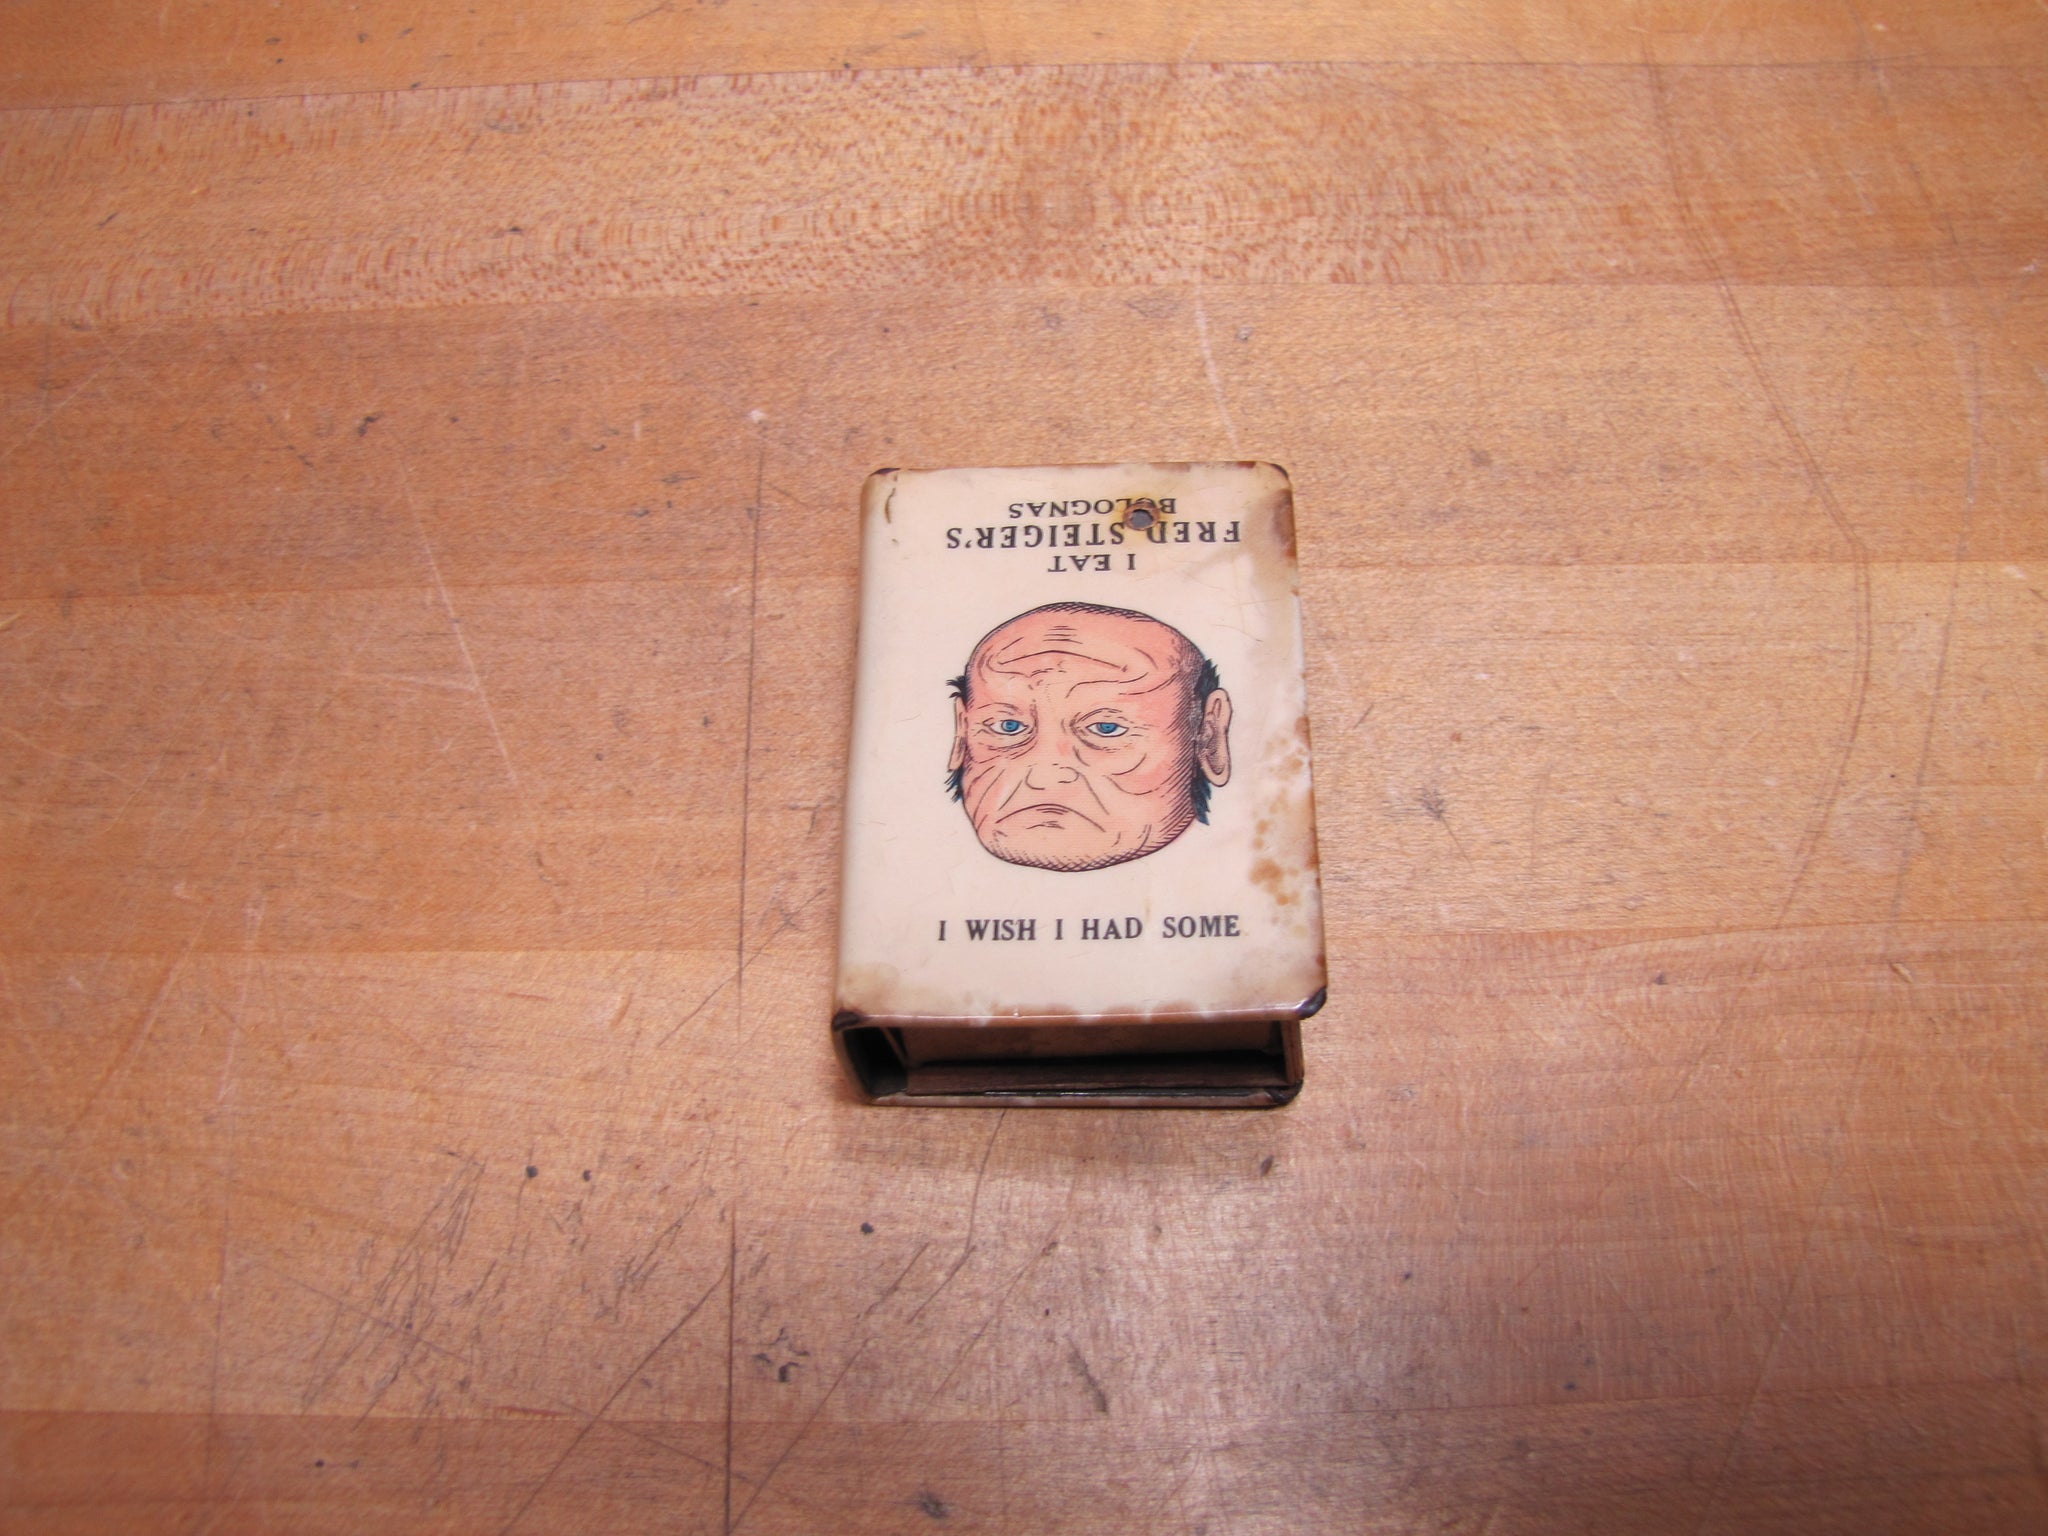 I EAT
FRED STEIGER'S
BOLOGNAS
I WISH I HAD SOME